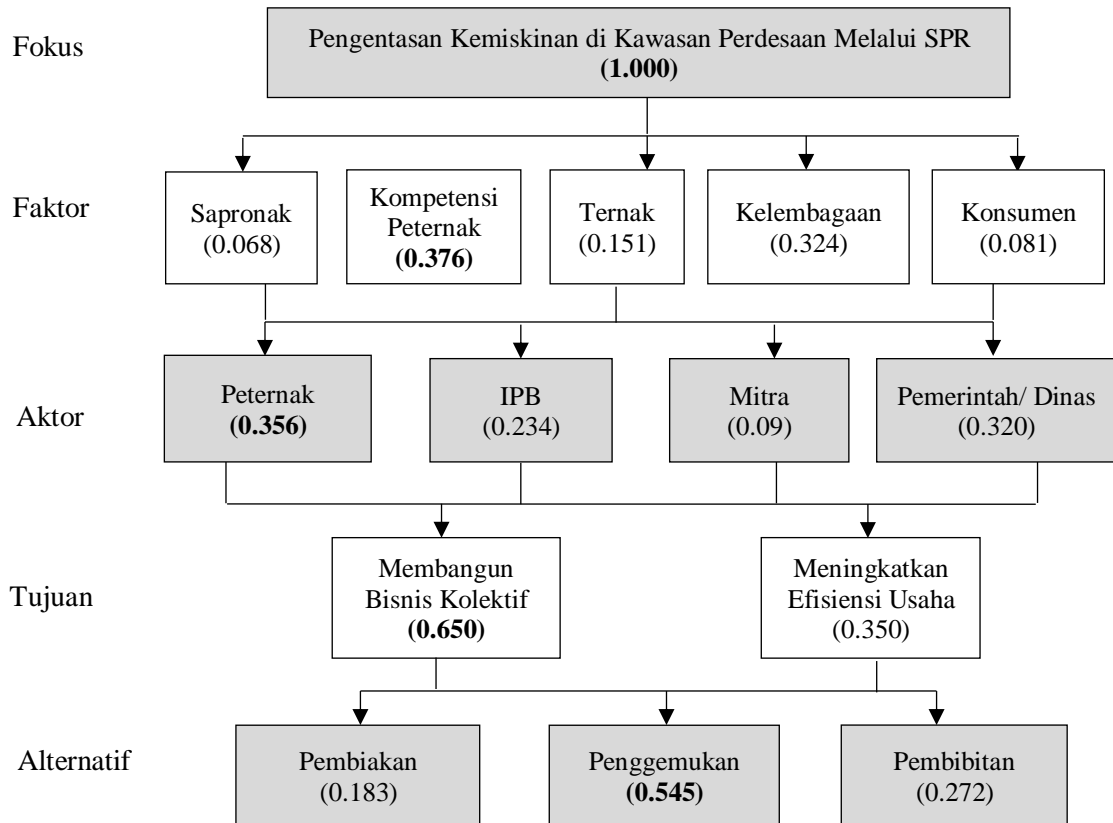 Fokus
Pengentasan Kemiskinan di Kawasan Perdesaan Melalui SPR
(1.000)
Faktor
Sapronak
(0.068)
Kompetensi
Peternak
(0.376)
Ternak
(0.151)
Kelembagaan
(0.324)
Konsumen
(0.081)
Aktor
Peternak
(0.356)
IPB
(0.234)
Mitra
(0.09)
Pemerintah/ Dinas
(0.320)
Tujuan
Membangun
Bisnis Kolektif
(0.650)
Meningkatkan
Efisiensi Usaha
(0.350)
Alternatif
Pembiakan
(0.183)
Penggemukan
(0.545)
Pembibitan
(0.272)